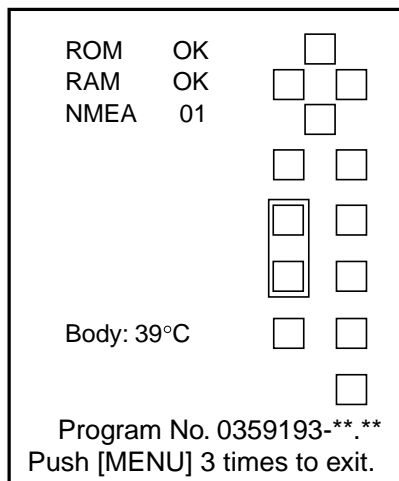 ROM OK
RAM OK
NMEA 01
Body: 39°C
Program No. 0359193-**.**
Push [MENU] 3 times to exit.